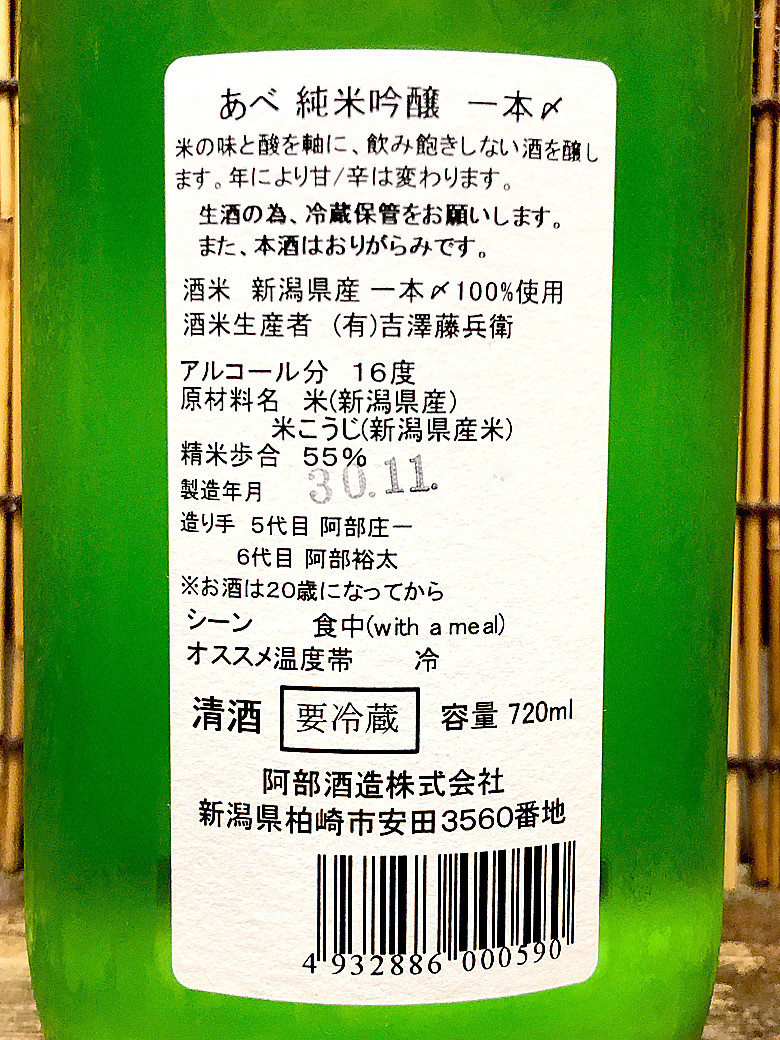 あべ 純米吟醸 一本〆
米の味と酸を軸に、飲み飽きしない酒を醸し
ます。年により甘/辛は変わります。
生酒の為、冷蔵保管をお願いします。
また、本酒はおりがらみです。
酒米 新潟県産 一本〆100%使用
酒米生産者 (有)吉澤藤兵衛
アルコール分 16度
原材料名 米(新潟県産)
米こうじ(新潟県産米)
精米歩合 55%
製造年月 30.11.
造り手 5代目 阿部庄一
6代目 阿部裕太
※お酒は20歳になってから
シーン 食中(with a meal)
オススメ温度帯 冷
清酒 要冷蔵 容量 720ml
阿部酒造株式会社
新潟県柏崎市安田3560番地
4 932886 000590